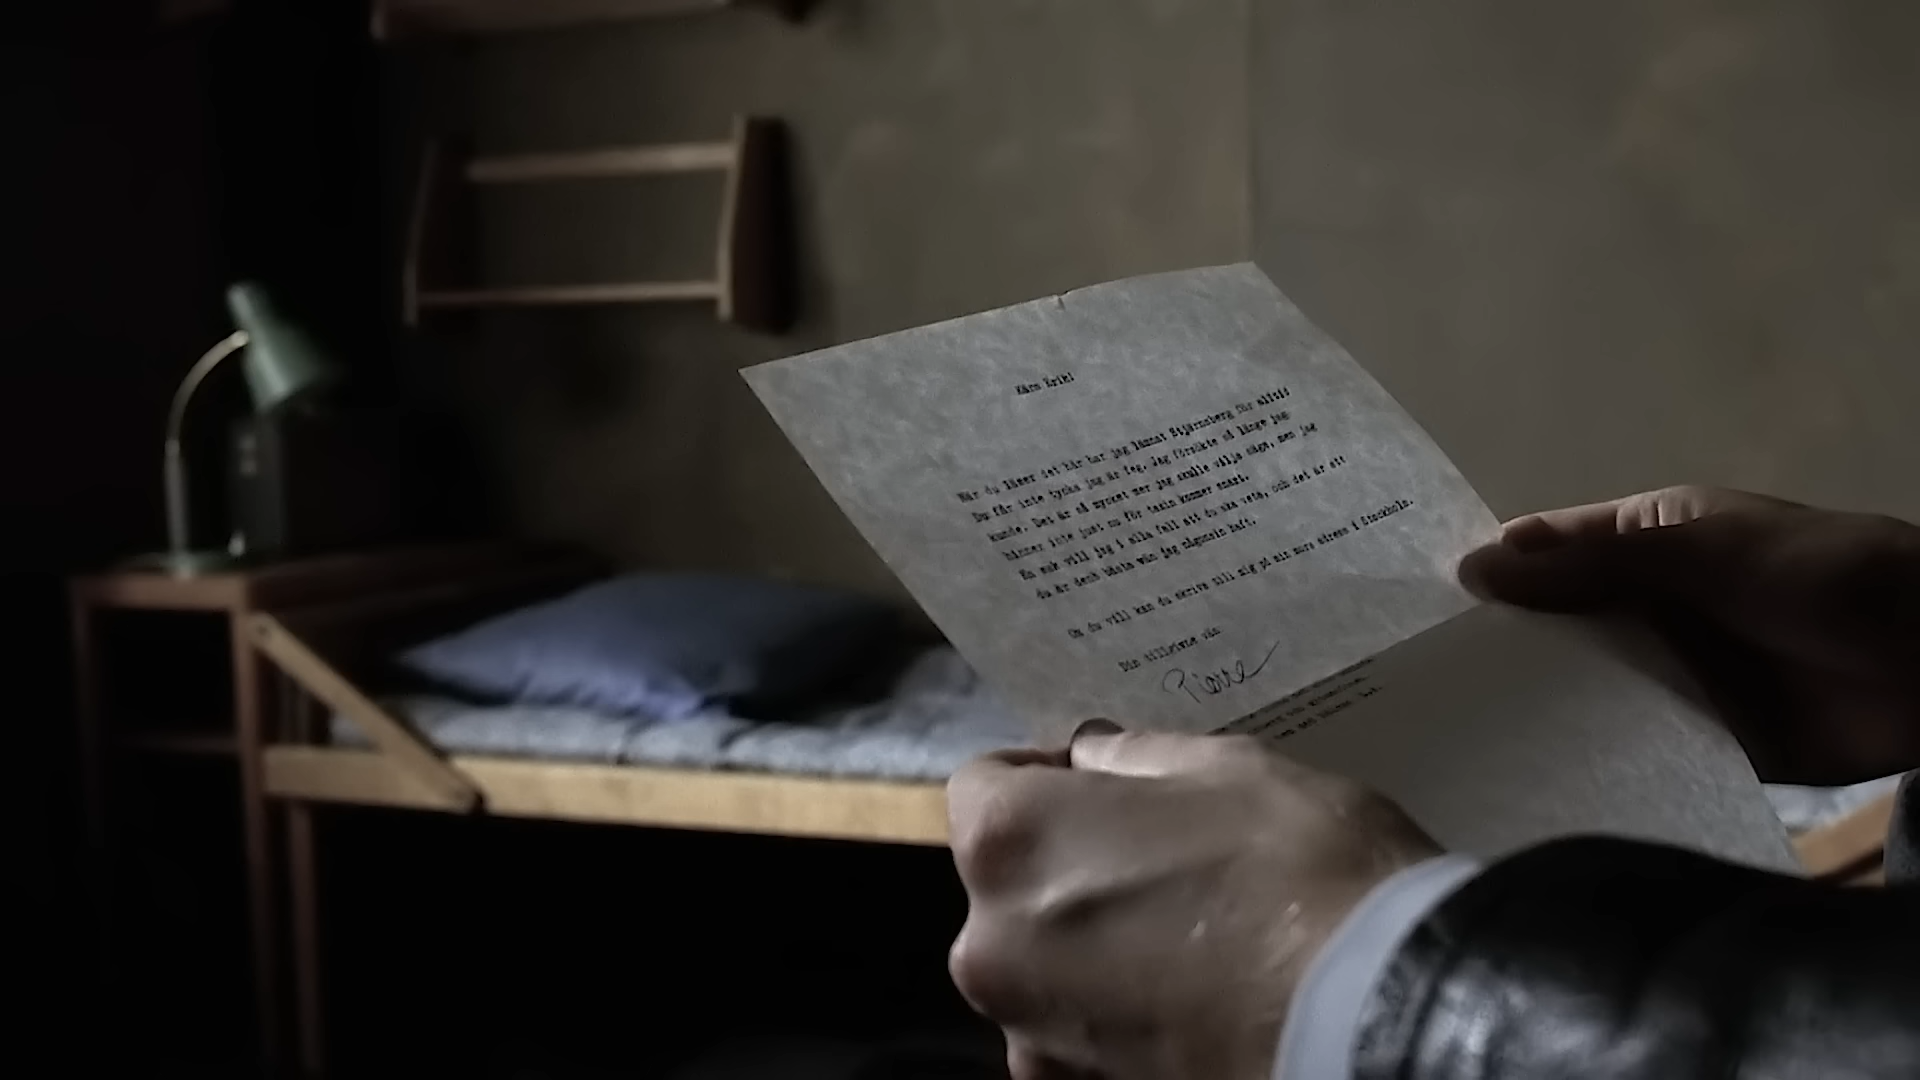 Käre Erik!
När du läser det här har jag lämnat Stjärnsberg för alltid
Du får inte tycka jag är feg. Jag försökte så länge jag
kunde. Det är så mycket mer jag skulle vilja säga, men jag
hinner inte just nu för taxin kommer snart.
En sak vill jag i alla fall att du ska veta, och det är att
du är den bästa vän jag någonsin haft.
Om du vill kan du skriva till mig på min mors adress i Stockholm.
Din tillgivne vän
Pierre